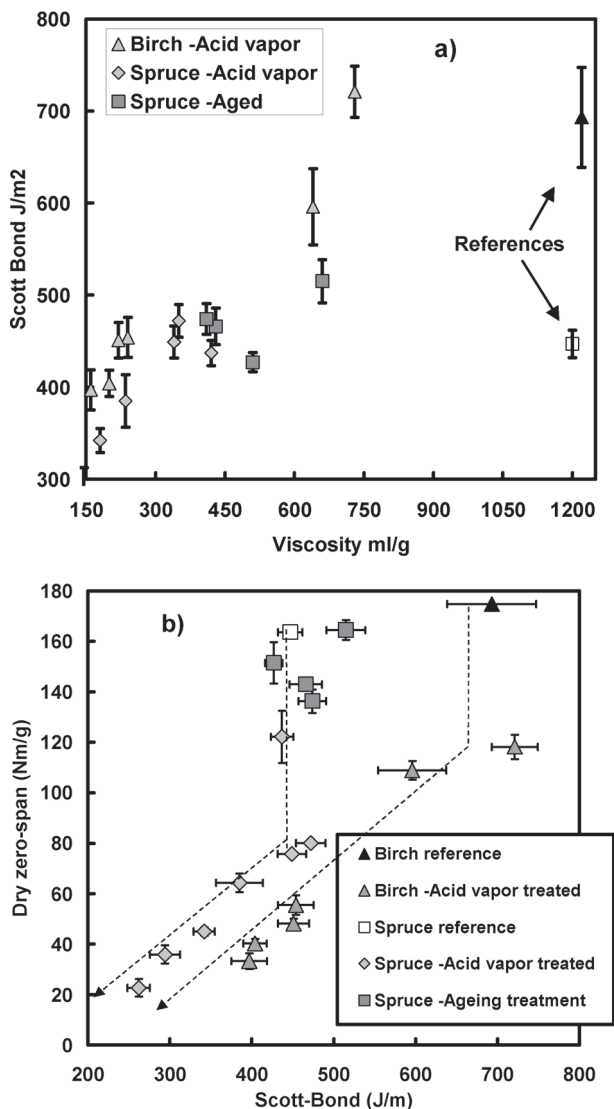 800
700
600
500
400
300
Scott Bond J/m2
a)
Birch -Acid vapor
Spruce -Acid vapor
Spruce -Aged
References
150 300 450 600 750 900 1050 1200
Viscosity ml/g
180
160
140
120
100
80
60
40
20
0
Dry zero-span (Nm/g)
b)
Birch reference
Birch -Acid vapor treated
Spruce reference
Spruce -Acid vapor treated
Spruce -Ageing treatment
200 300 400 500 600 700 800
Scott-Bond (J/m)